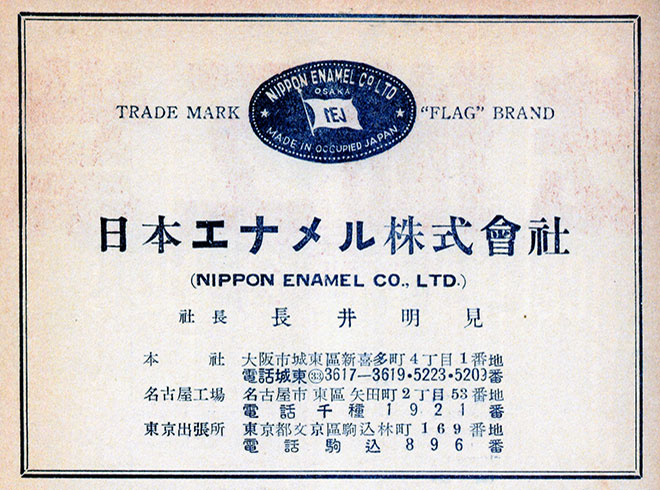 NIPPON ENAMEL CO LTD
OSAKA
NEJ
MADE IN OCCUPIED JAPAN
TRADE MARK
"FLAG" BRAND
日本エナメル株式會社
(NIPPON ENAMEL CO., LTD.)
社長 長井明見
本社 大阪市城東區新喜多町4丁目1番地
電話城東㉝3617-3619・5223・5209番
名古屋工場 名古屋市東區矢田町2丁目53番地
電話千種1921番
東京出張所 東京都文京區駒込林町169番地
電話駒込896番